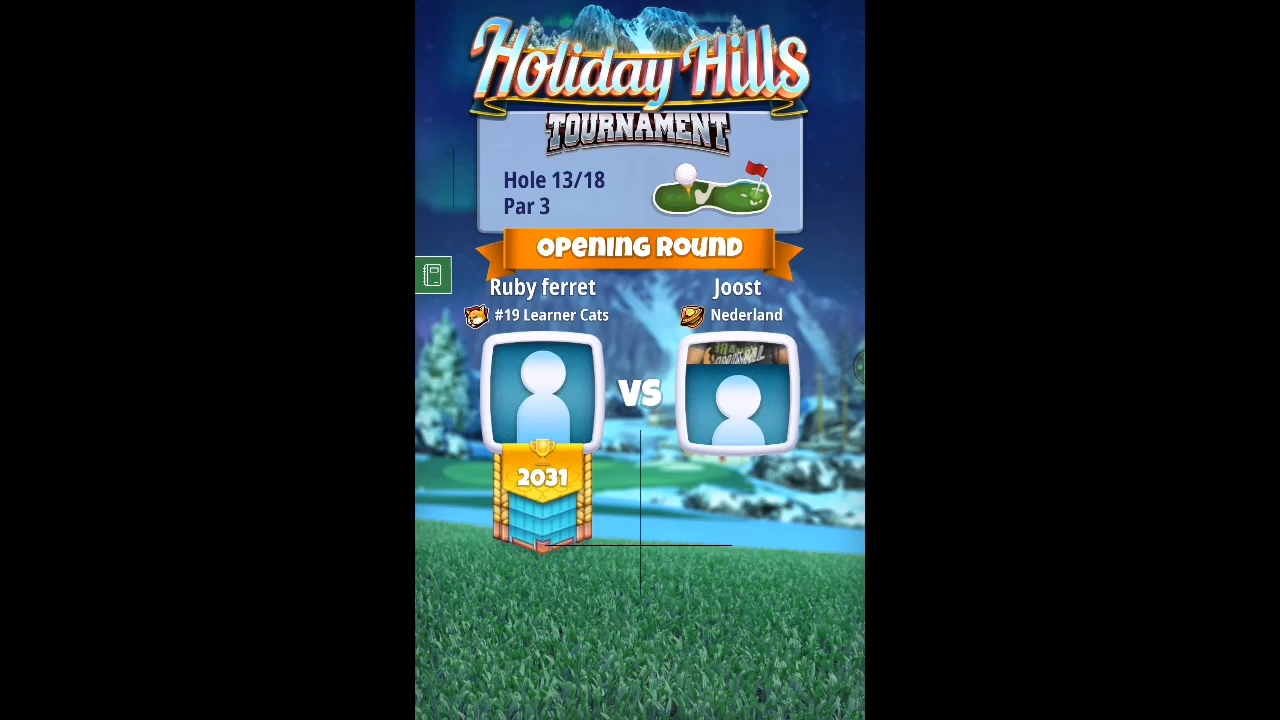 Holiday Hills
TOURNAMENT
Hole 13/18
Par 3
OPENING ROUND
Ruby ferret
#19 Learner Cats
Joost
Nederland
VS
2031